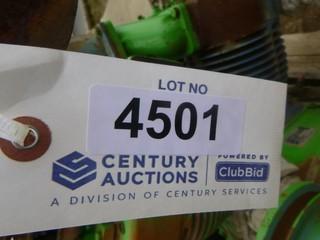 LOT NO
4501
CENTURY
AUCTIONS
POWERED BY
ClubBid
A DIVISION OF CENTURY SERVICES